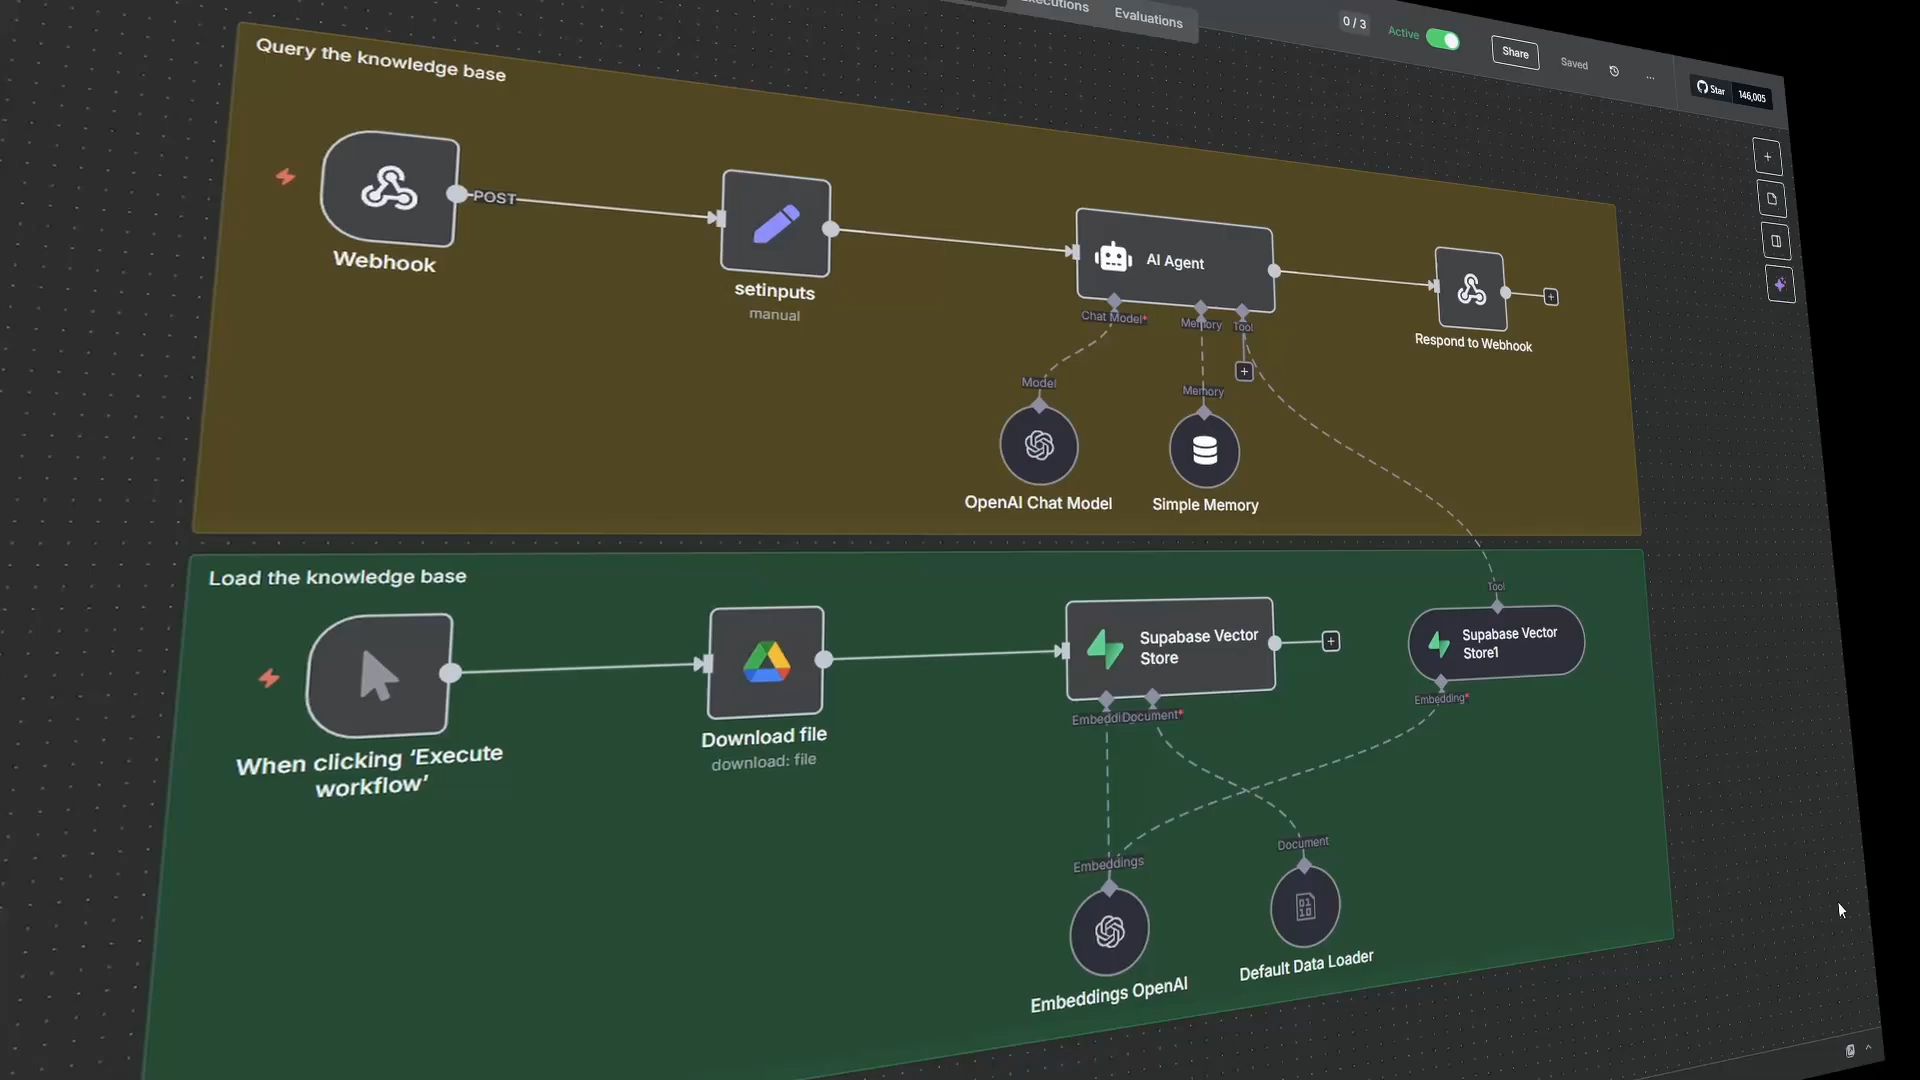 Executions
Evaluations
0 / 3
Active
Share
Saved
...
Star
146,005
Query the knowledge base
POST
Webhook
setinputs
manual
AI Agent
Chat Model*
Memory
Tool
Respond to Webhook
Model
Memory
OpenAI Chat Model
Simple Memory
Load the knowledge base
Tool
Supabase Vector
Store
Supabase Vector
Store1
Embedding*
Embeddi
Document*
Download file
download: file
When clicking ‘Execute
workflow’
Embeddings
Document
01
10
Embeddings OpenAI
Default Data Loader